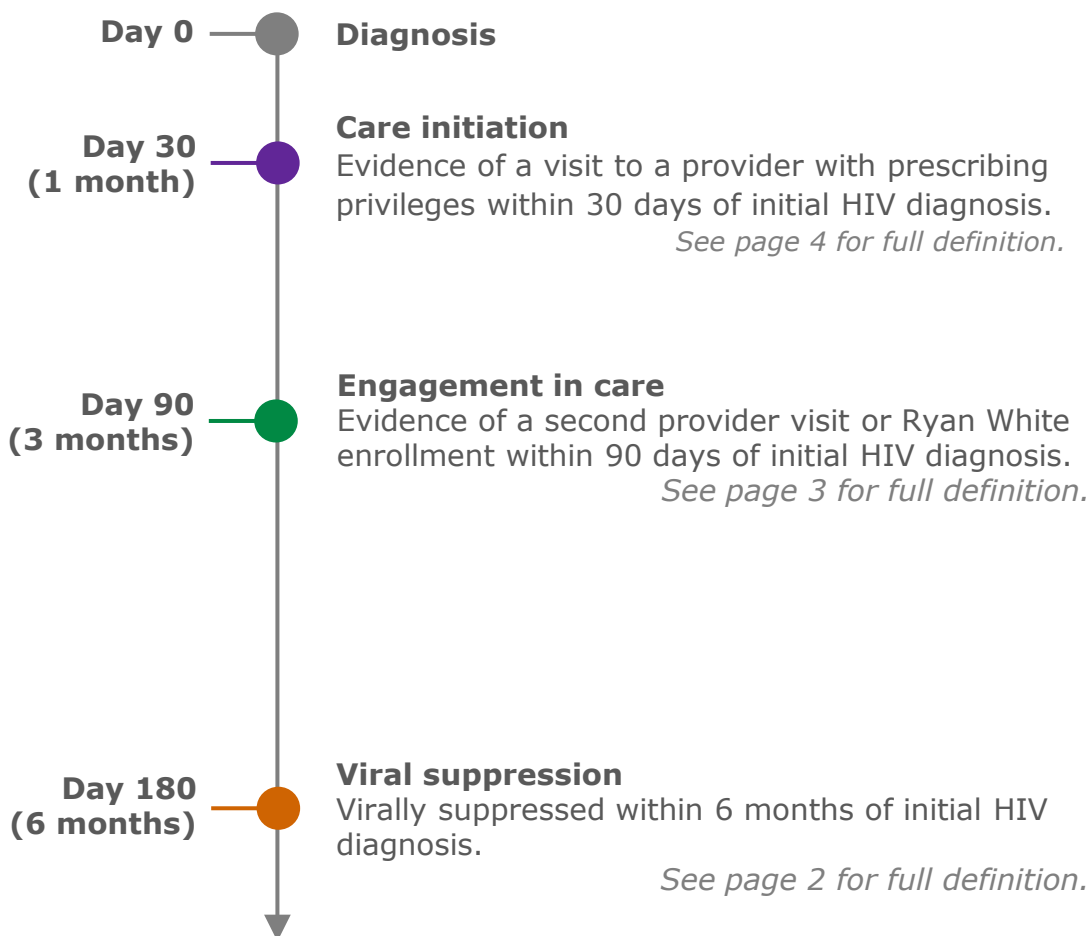 Day 0
Diagnosis
Day 30
(1 month)
Care initiation
Evidence of a visit to a provider with prescribing
privileges within 30 days of initial HIV diagnosis.
See page 4 for full definition.
Day 90
(3 months)
Engagement in care
Evidence of a second provider visit or Ryan White
enrollment within 90 days of initial HIV diagnosis.
See page 3 for full definition.
Day 180
(6 months)
Viral suppression
Virally suppressed within 6 months of initial HIV
diagnosis.
See page 2 for full definition.